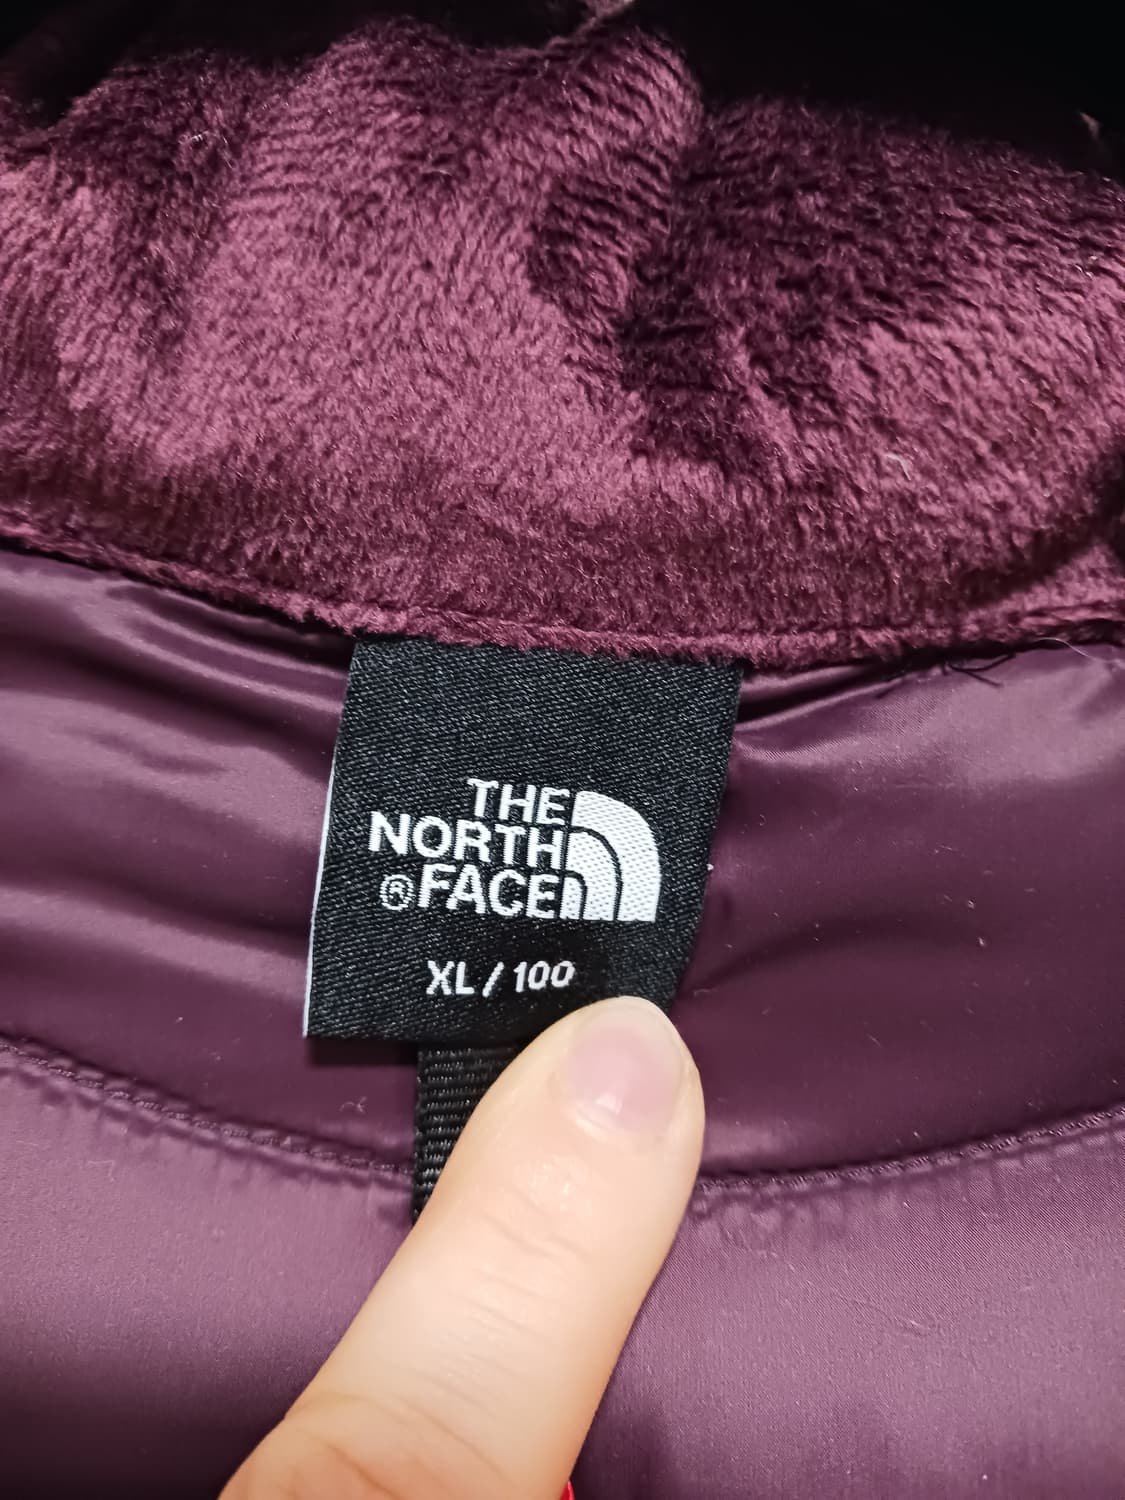 THE
NORTH
®FACE
XL / 100